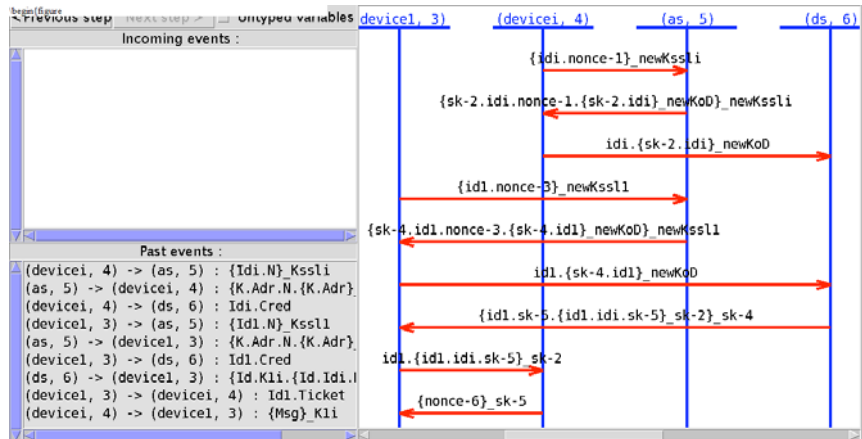 \begin{figure
<Previous step Next step > Untyped variables
Incoming events :
Past events :
(devicei, 4) -> (as, 5) : {Idi.N}_Kssli
(as, 5) -> (devicei, 4) : {K.Adr.N.{K.Adr}_
(devicei, 4) -> (ds, 6) : Idi.Cred
(device1, 3) -> (as, 5) : {Id1.N}_Kssl1
(as, 5) -> (device1, 3) : {K.Adr.N.{K.Adr}_
(device1, 3) -> (ds, 6) : Id1.Cred
(ds, 6) -> (device1, 3) : {Id.K1i.{Id.Idi.
(device1, 3) -> (devicei, 4) : Id1.Ticket
(devicei, 4) -> (device1, 3) : {Msg}_K1i
device1, 3) (devicei, 4) (as, 5) (ds, 6)
{idi.nonce-1}_newKssli
{sk-2.idi.nonce-1.{sk-2.idi}_newKoD}_newKssli
idi.{sk-2.idi}_newKoD
{id1.nonce-3}_newKssl1
{sk-4.id1.nonce-3.{sk-4.id1}_newKoD}_newKssl1
id1.{sk-4.id1}_newKoD
{id1.sk-5.{id1.idi.sk-5}_sk-2}_sk-4
id1.{id1.idi.sk-5}_sk-2
{nonce-6}_sk-5